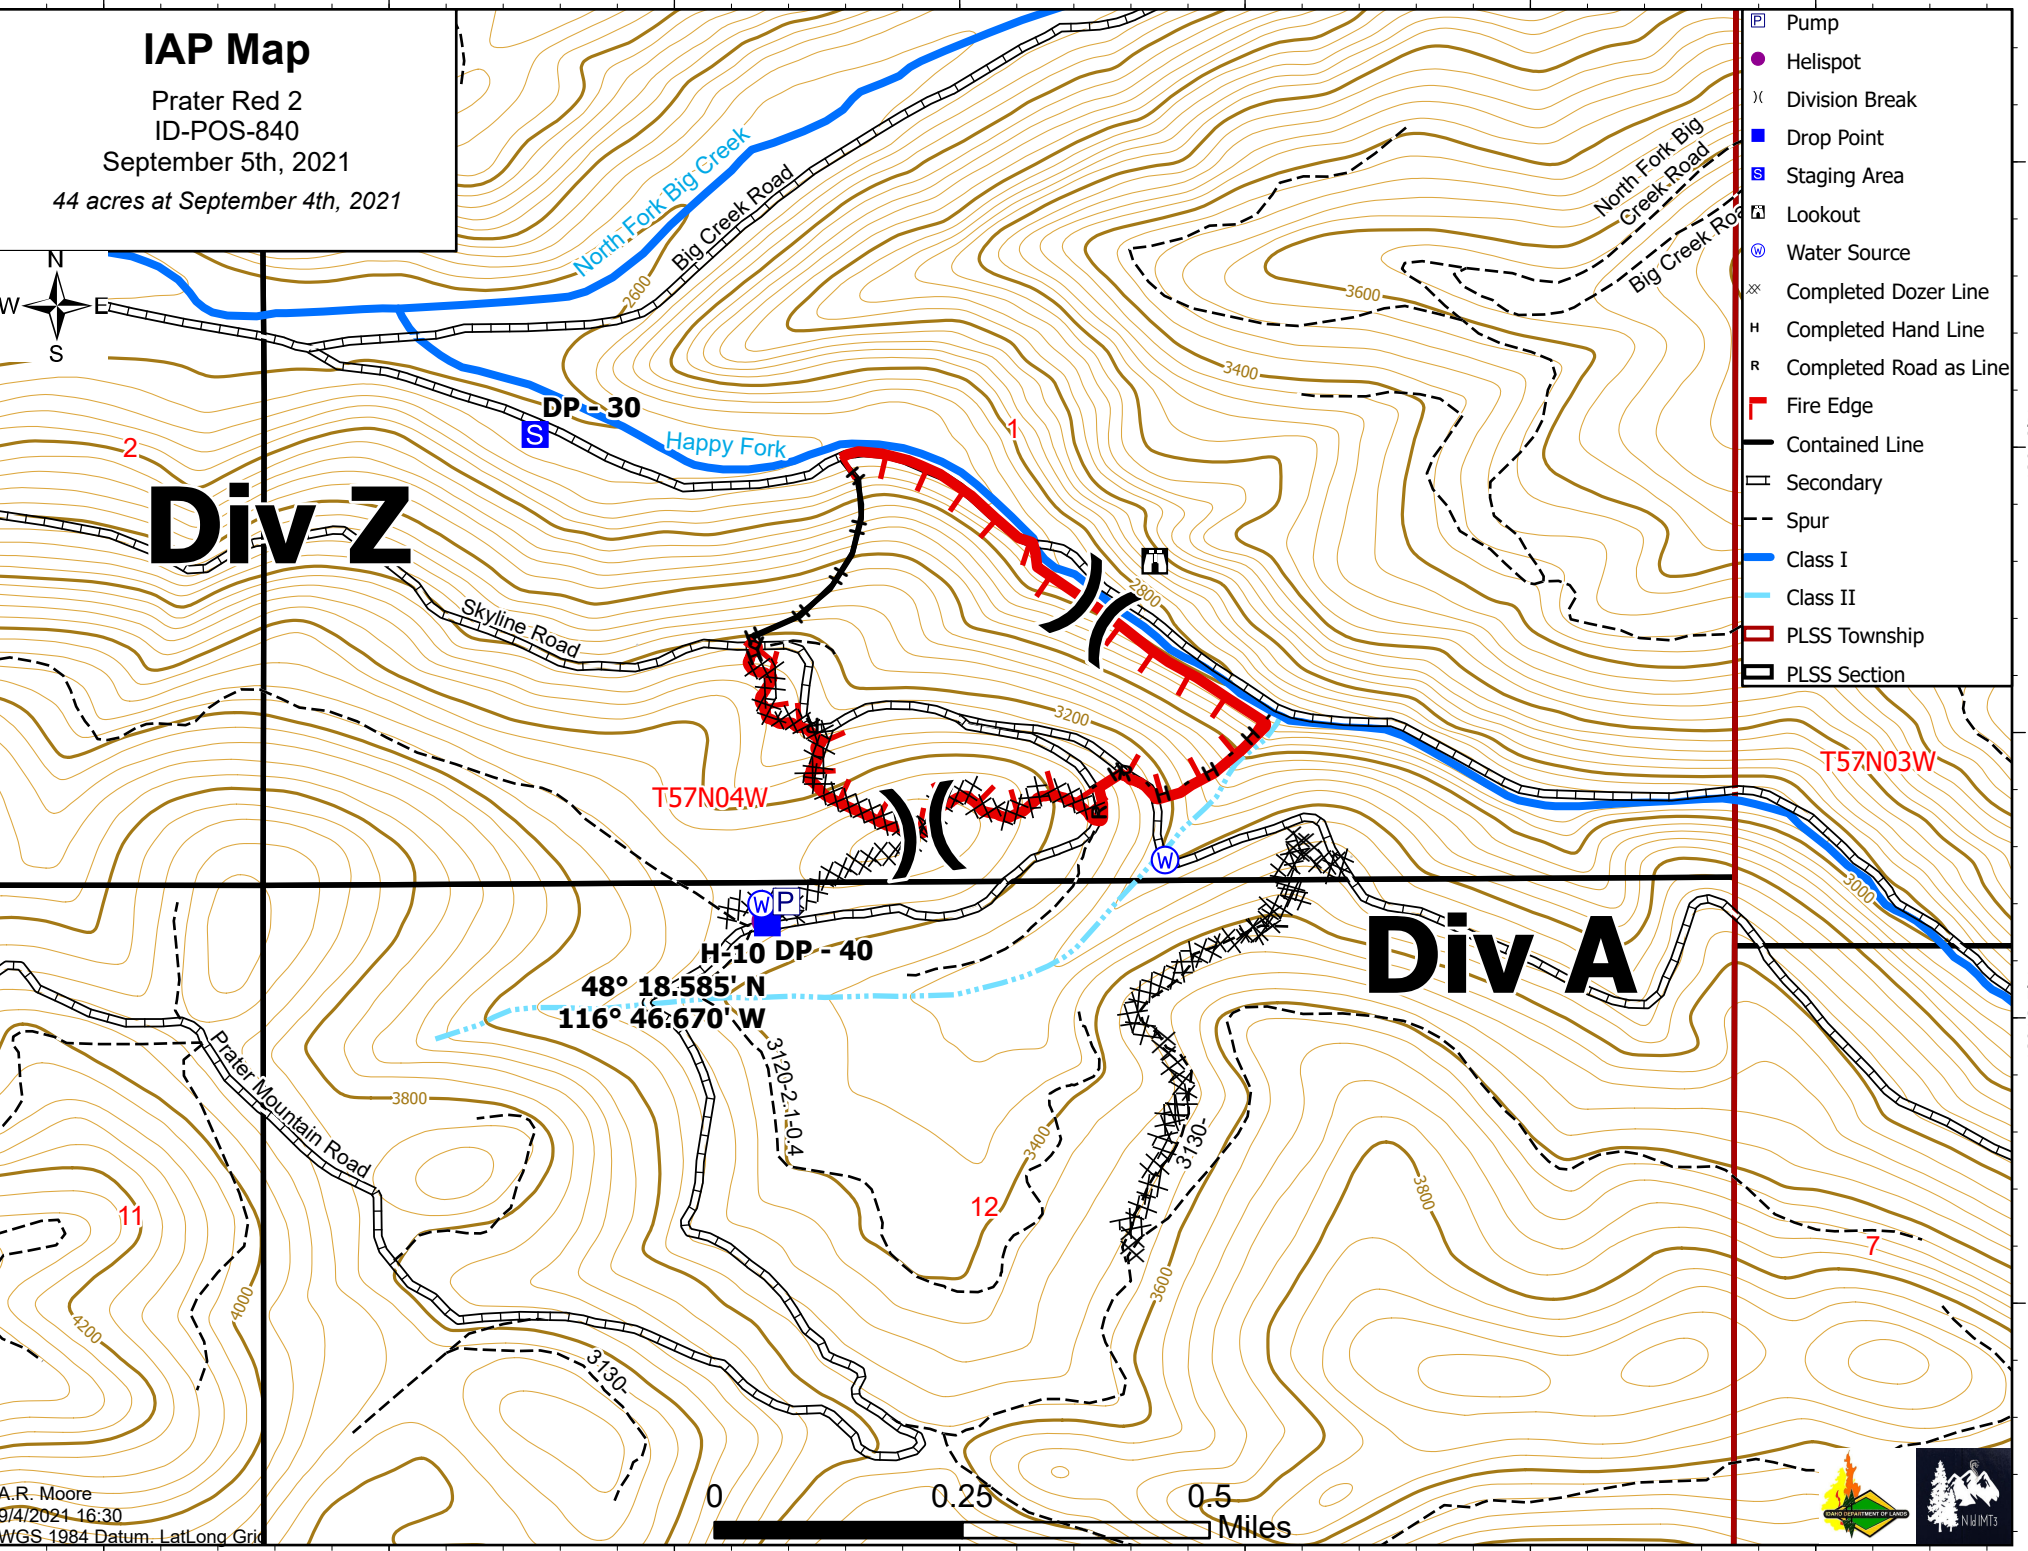 IAP Map
Prater Red 2
ID-POS-840
September 5th, 2021
44 acres at September 4th, 2021
N
W
E
S
P Pump
Helispot
)( Division Break
Drop Point
S Staging Area
Lookout
W Water Source
Completed Dozer Line
H Completed Hand Line
R Completed Road as Line
Fire Edge
Contained Line
Secondary
Spur
Class I
Class II
PLSS Township
PLSS Section
North Fork Big Creek
Big Creek Road
North Fork Big
Creek Road
Big Creek Roa
2600
3600
3400
DP - 30
S
Happy Fork
1
2
Div Z
2800
Skyline Road
3200
T57N04W
T57N03W
R
H
H
H
R
W
3000
W P
H-10 DP - 40
48° 18.585' N
116° 46.670' W
Div A
Prater Mountain Road
3120-2.1-0.4
3800
3400
3130-
3800
11
12
7
4000
4200
3600
3130-
0 0.25 0.5
Miles
A.R. Moore
9/4/2021 16:30
WGS 1984 Datum. LatLong Grid
IDAHO DEPARTMENT OF LANDS